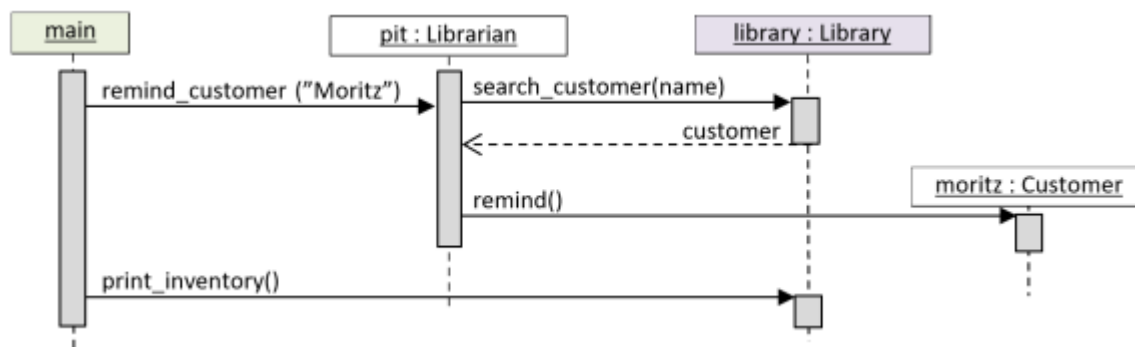 main
pit : Librarian
library : Library
remind_customer (”Moritz”)
search_customer(name)
customer
moritz : Customer
remind()
print_inventory()